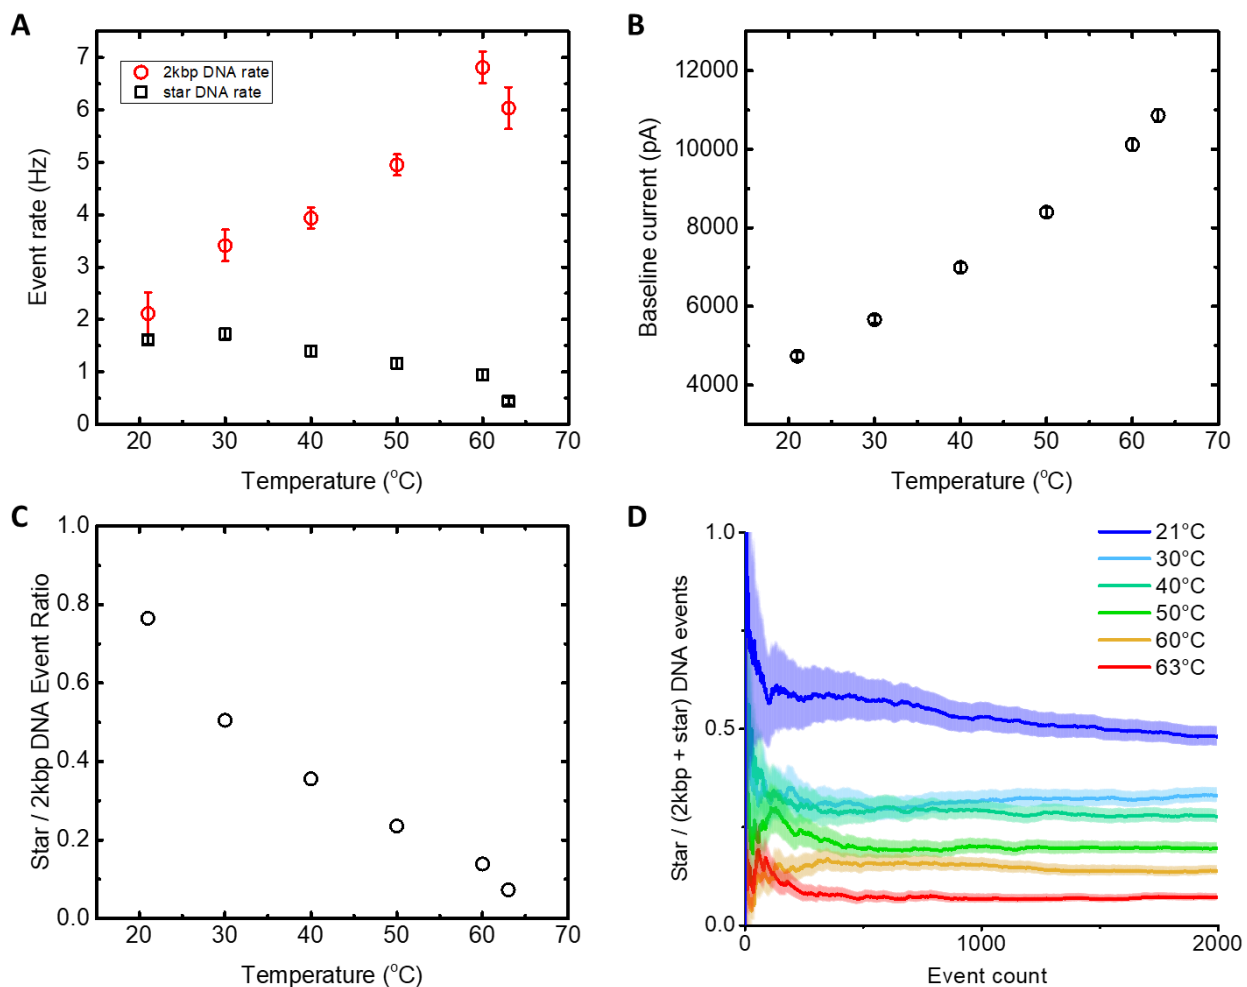 A
7
6
5
4
3
2
1
0
2kbp DNA rate
star DNA rate
Event rate (Hz)
20 30 40 50 60 70
Temperature (°C)
B
12000
10000
8000
6000
4000
Baseline current (pA)
20 30 40 50 60 70
Temperature (°C)
C
1.0
0.8
0.6
0.4
0.2
0.0
Star / 2kbp DNA Event Ratio
20 30 40 50 60 70
Temperature (°C)
D
1.0
0.5
0.0
Star / (2kbp + star) DNA events
21°C
30°C
40°C
50°C
60°C
63°C
0 1000 2000
Event count